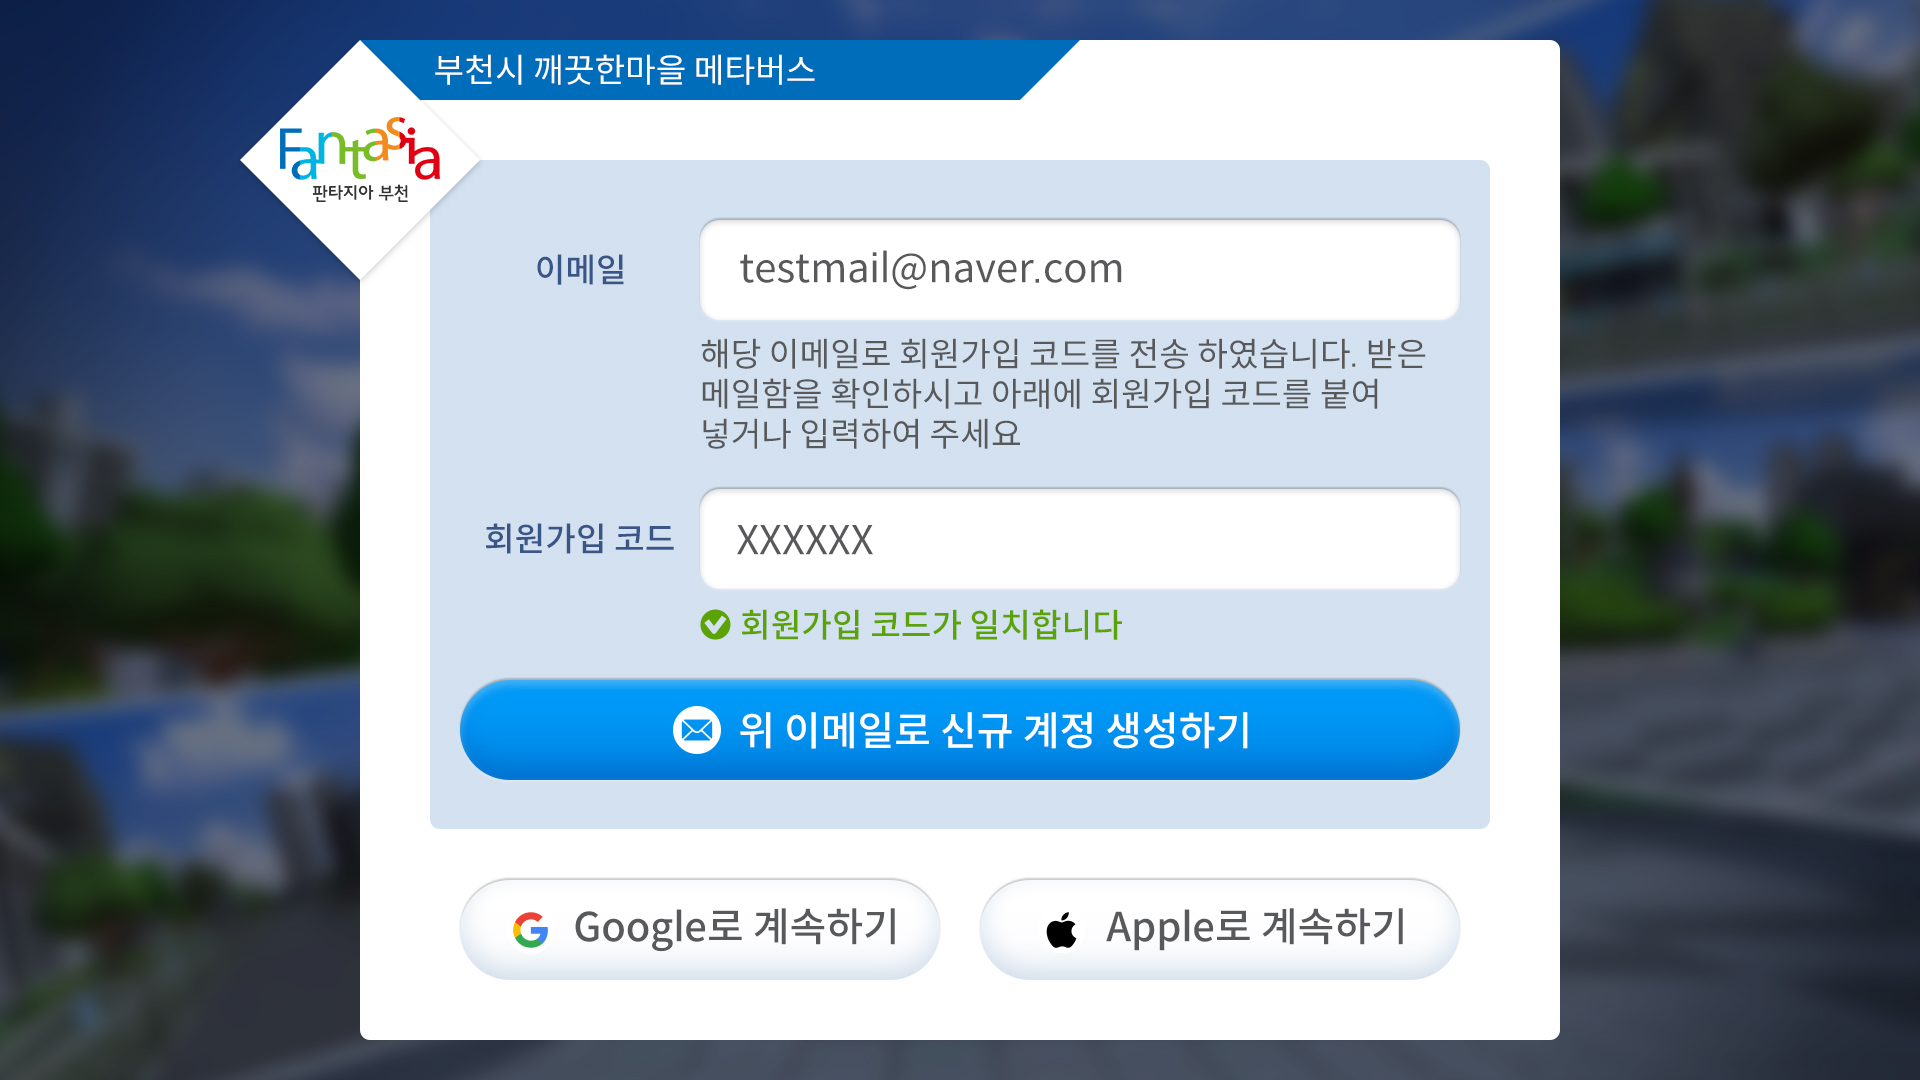 부천시 깨끗한마을 메타버스
Fantasia
판타지아 부천
이메일
testmail@naver.com
해당 이메일로 회원가입 코드를 전송 하였습니다. 받은
메일함을 확인하시고 아래에 회원가입 코드를 붙여
넣거나 입력하여 주세요
회원가입 코드
XXXXXX
회원가입 코드가 일치합니다
위 이메일로 신규 계정 생성하기
Google로 계속하기
Apple로 계속하기